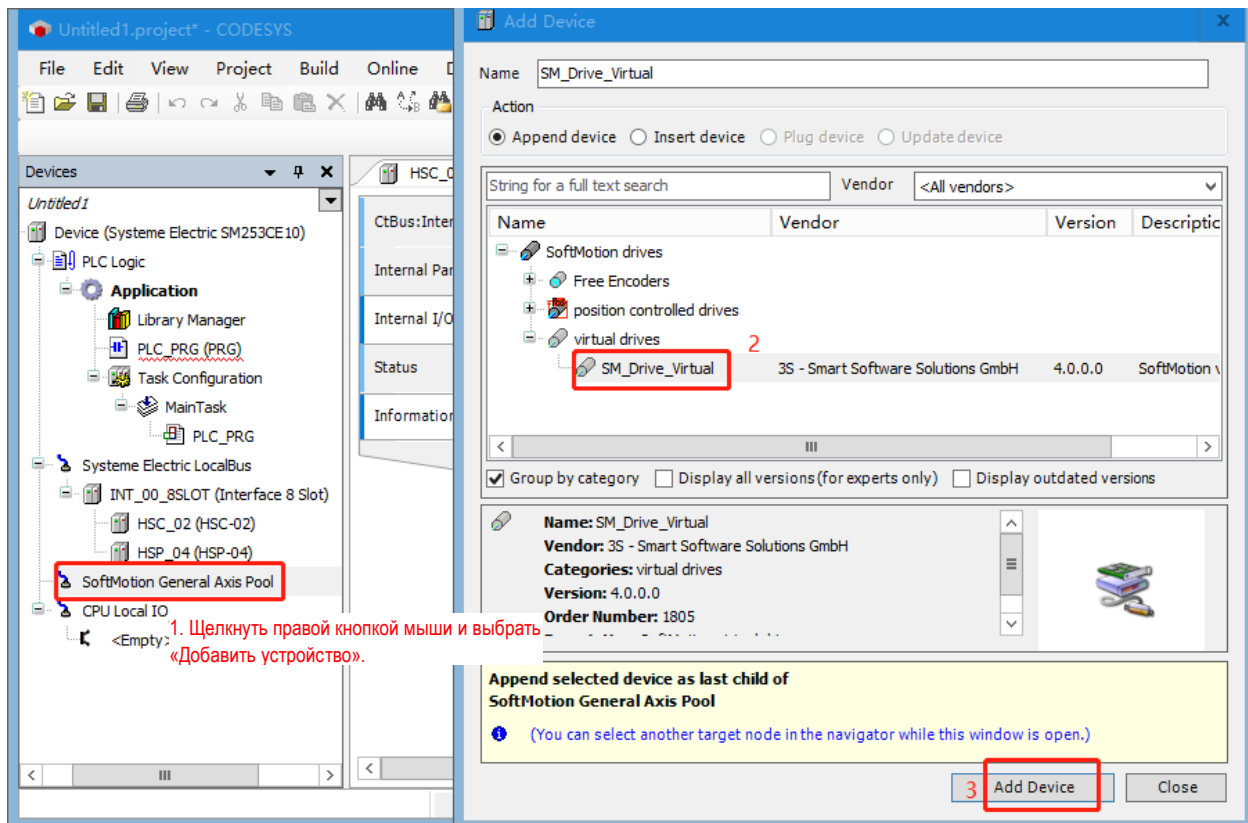 Untitled1.project* - CODESYS
File Edit View Project Build Online
Devices
Untitled1
Device (Systeme Electric SM253CE10)
PLC Logic
Application
Library Manager
PLC_PRG (PRG)
Task Configuration
MainTask
PLC_PRG
Systeme Electric LocalBus
INT_00_8SLOT (Interface 8 Slot)
HSC_02 (HSC-02)
HSP_04 (HSP-04)
SoftMotion General Axis Pool
CPU Local IO
<Empty>
1. Щелкнуть правой кнопкой мыши и выбрать
«Добавить устройство».
HSC_0
CtBus:Inter
Internal Par
Internal I/O
Status
Information
Add Device
Name SM_Drive_Virtual
Action
Append device Insert device Plug device Update device
String for a full text search Vendor <All vendors>
Name Vendor Version Descriptic
SoftMotion drives
Free Encoders
position controlled drives
virtual drives
2
SM_Drive_Virtual 3S - Smart Software Solutions GmbH 4.0.0.0 SoftMotion v
Group by category Display all versions (for experts only) Display outdated versions
Name: SM_Drive_Virtual
Vendor: 3S - Smart Software Solutions GmbH
Categories: virtual drives
Version: 4.0.0.0
Order Number: 1805
Append selected device as last child of
SoftMotion General Axis Pool
(You can select another target node in the navigator while this window is open.)
3 Add Device Close